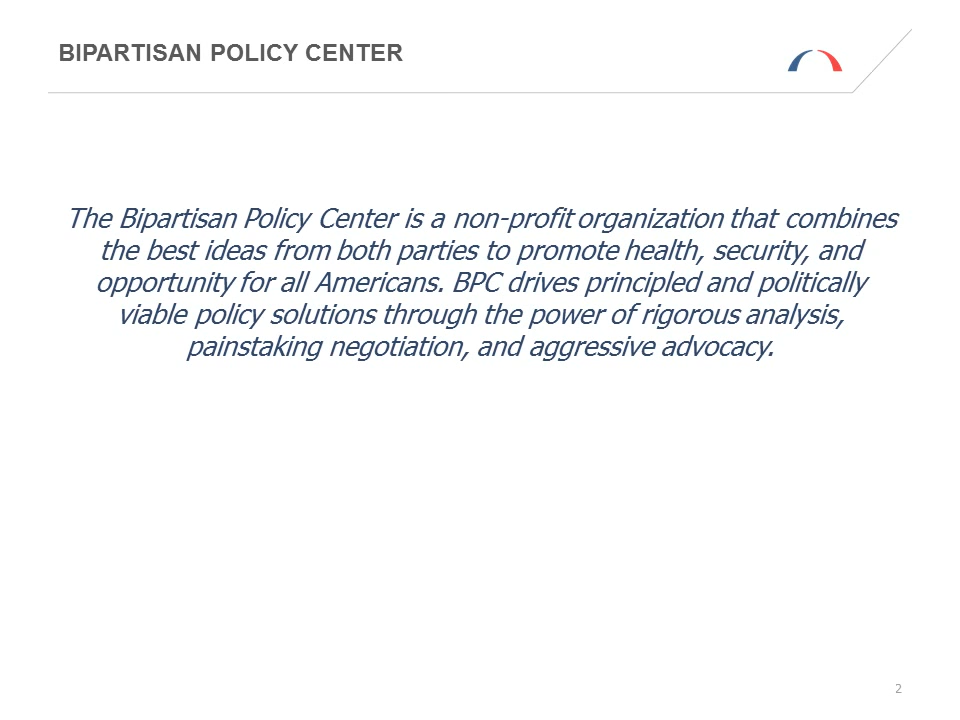 BIPARTISAN POLICY CENTER
The Bipartisan Policy Center is a non-profit organization that combines
the best ideas from both parties to promote health, security, and
opportunity for all Americans. BPC drives principled and politically
viable policy solutions through the power of rigorous analysis,
painstaking negotiation, and aggressive advocacy.
2